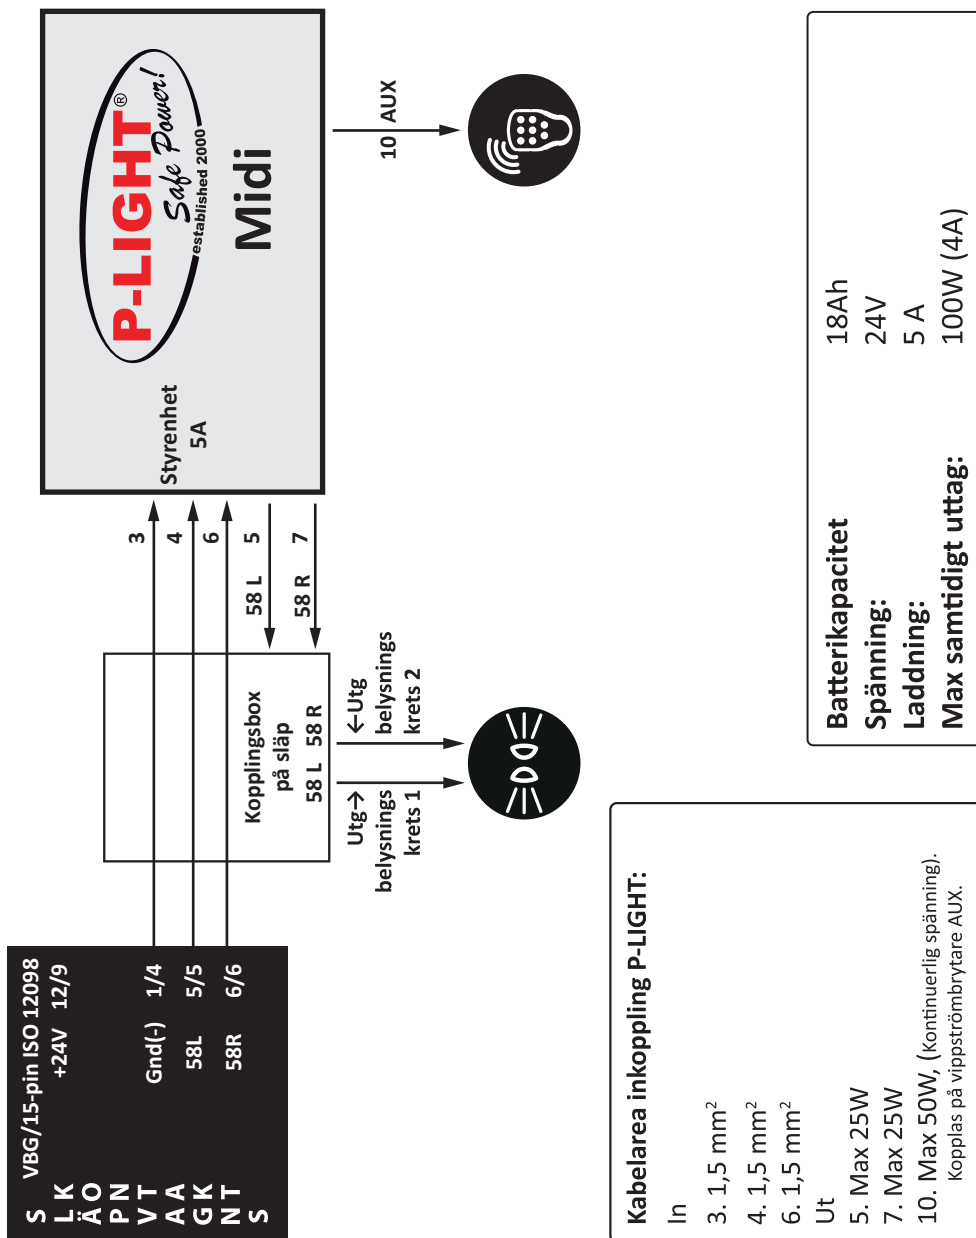 S
L K
Ä O
P N
V T
A A
G K
N T
S
VBG/15-pin ISO 12098
+24V 12/9
Gnd(-) 1/4
58L 5/5
58R 6/6
Kopplingsbox
på släp
58 L 58 R
Utg→
belysnings
krets 1
←Utg
belysnings
krets 2
3
4
6
58 L 5
58 R 7
Styrenhet
5A
P-LIGHT®
Safe Power!
established 2000
Midi
10 AUX
Kabelarea inkoppling P-LIGHT:
In
3. 1,5 mm²
4. 1,5 mm²
6. 1,5 mm²
Ut
5. Max 25W
7. Max 25W
10. Max 50W, (Kontinuerlig spänning).
Kopplas på vippströmbrytare AUX.
Batterikapacitet 18Ah
Spänning: 24V
Laddning: 5 A
Max samtidigt uttag: 100W (4A)